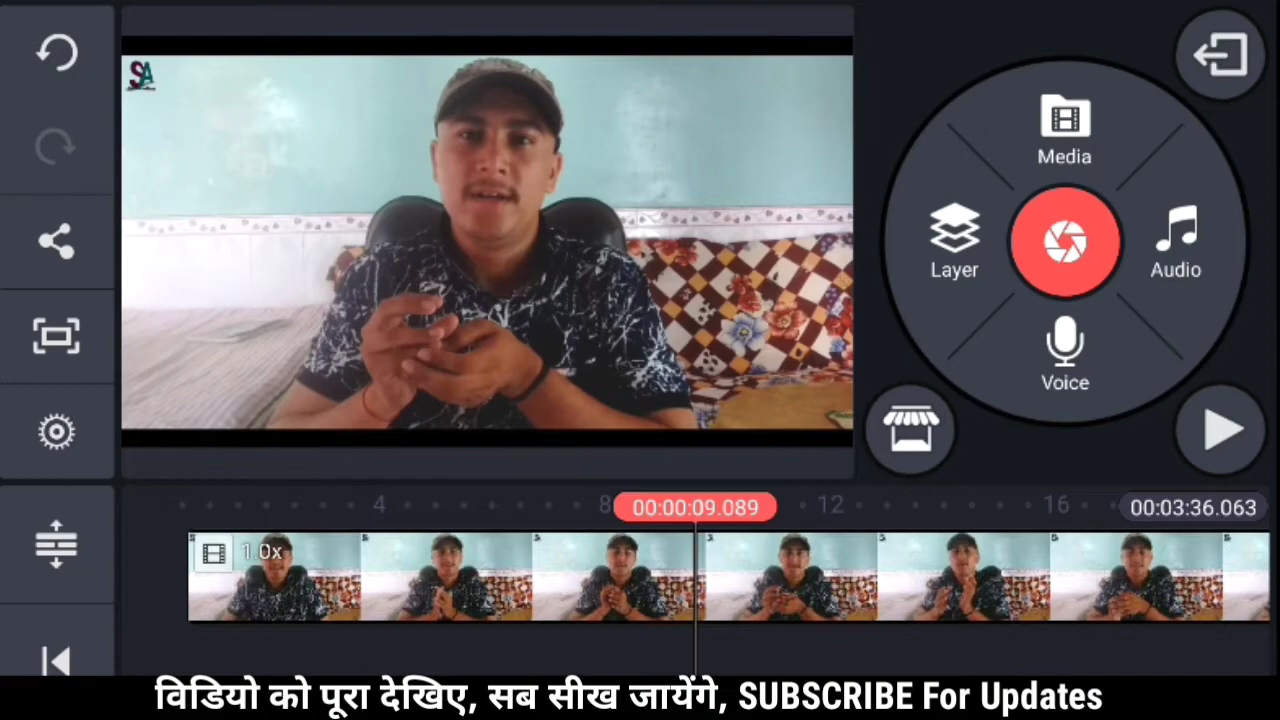 SA
Media
Layer
Audio
Voice
4
8
00:00:09.089
12
16
00:03:36.063
1.0x
विडियो को पूरा देखिए, सब सीख जायेंगे, SUBSCRIBE For Updates